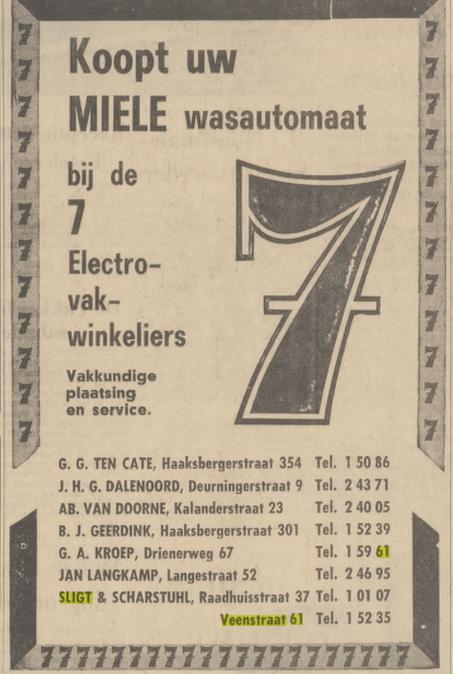 Koopt uw
MIELE wasautomaat
bij de
7
Electro-
vak-
winkeliers
Vakkundige
plaatsing
en service.
7
G. G. TEN CATE, Haaksbergerstraat 354 Tel. 1 50 86
J. H. G. DALENOORD, Deurningerstraat 9 Tel. 2 43 71
AB. VAN DOORNE, Kalanderstraat 23 Tel. 2 40 05
B. J. GEERDINK, Haaksbergerstraat 301 Tel. 1 52 39
G. A. KROEP, Drienerweg 67 Tel. 1 59 61
JAN LANGKAMP, Langestraat 52 Tel. 2 46 95
SLIGT & SCHARSTUHL, Raadhuisstraat 37 Tel. 1 01 07
Veenstraat 61 Tel. 1 52 35